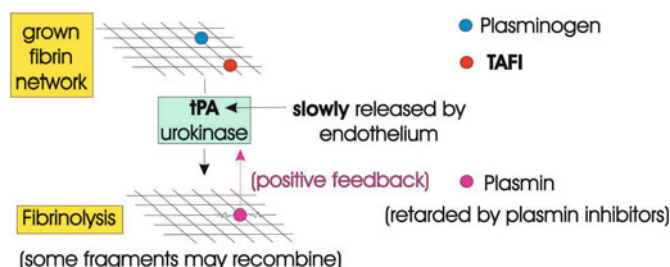 grown
fibrin
network
Plasminogen
TAFI
tPA
urokinase
slowly released by
endothelium
(positive feedback)
Plasmin
Fibrinolysis
(retarded by plasmin inhibitors)
(some fragments may recombine)